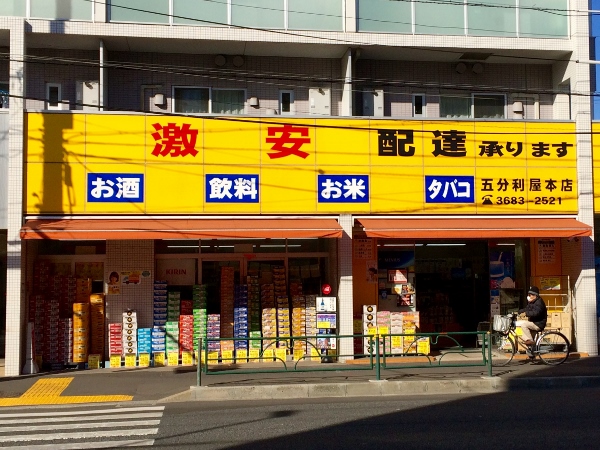 激安 配達承ります
お酒 飲料 お米 タバコ 五分利屋本店
☎3683-2521
KIRIN